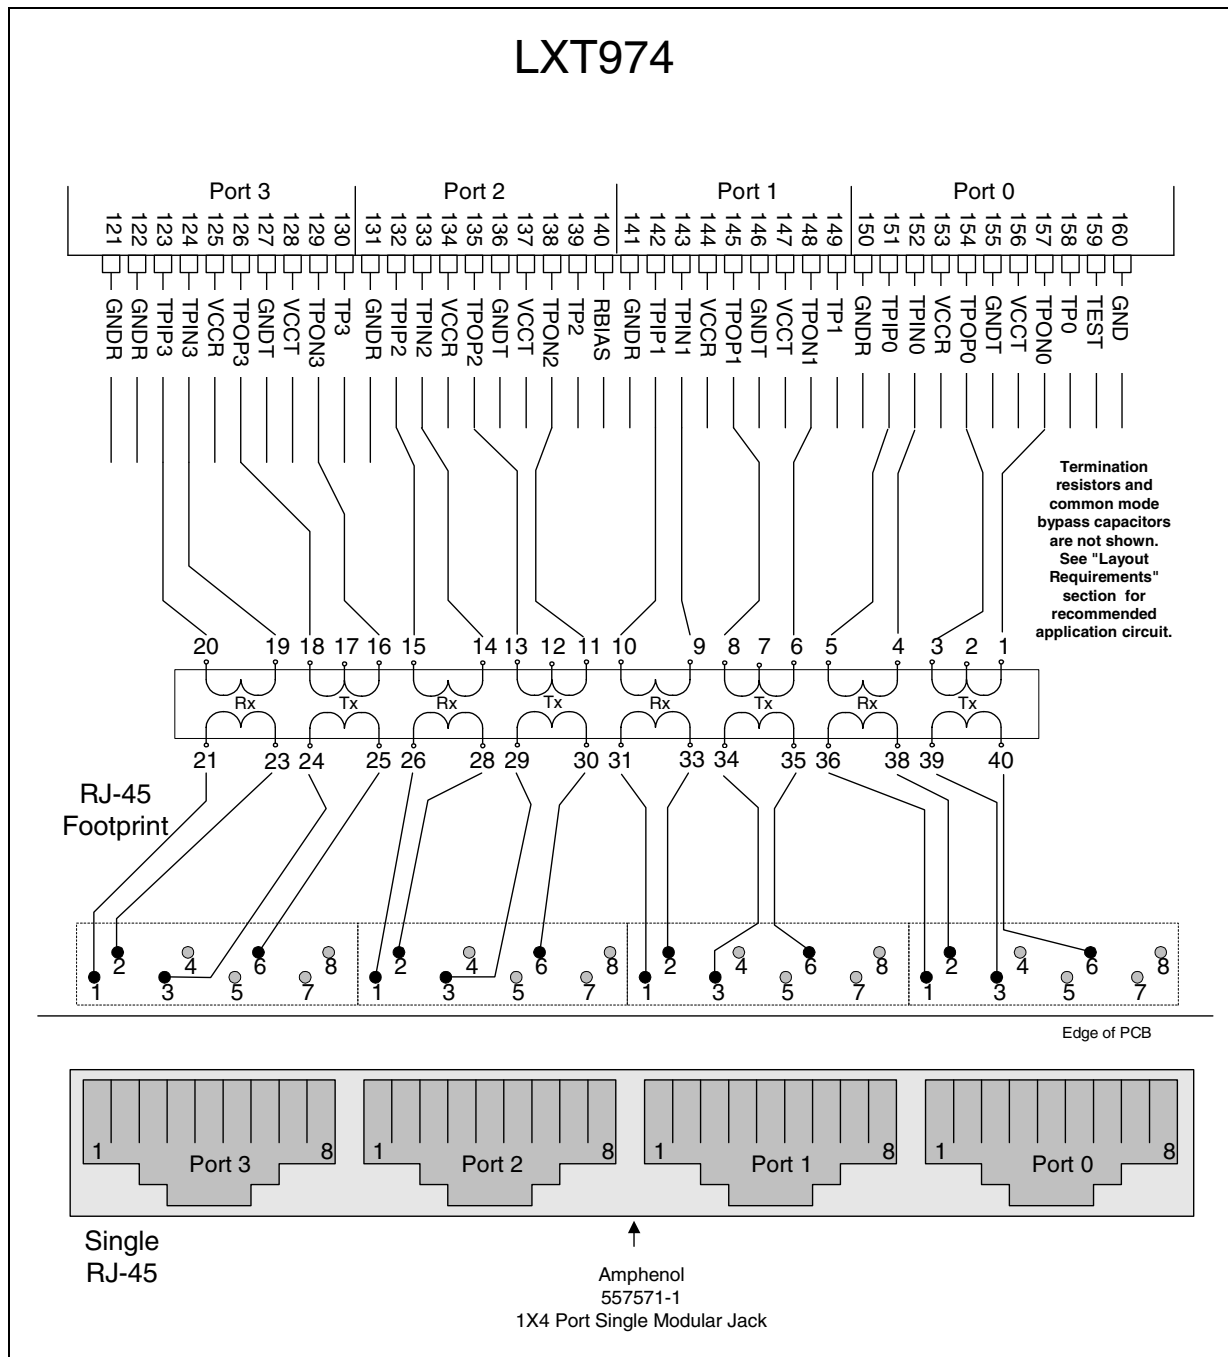 LXT974
Port 3 Port 2 Port 1 Port 0
121 122 123 124 125 126 127 128 129 130 131 132 133 134 135 136 137 138 139 140 141 142 143 144 145 146 147 148 149 150 151 152 153 154 155 156 157 158 159 160
GNDR GNDR TPIP3 TPIN3 VCCR TPOP3 GNDT VCCT TPON3 TP3 GNDR TPIP2 TPIN2 VCCR TPOP2 GNDT VCCT TPON2 TP2 RBIAS GNDR TPIP1 TPIN1 VCCR TPOP1 GNDT VCCT TPON1 TP1 GNDR TPIP0 TPIN0 VCCR TPOP0 GNDT VCCT TPON0 TP0 TEST GND
Termination
resistors and
common mode
bypass capacitors
are not shown.
See "Layout
Requirements"
section for
recommended
application circuit.
20 19 18 17 16 15 14 13 12 11 10 9 8 7 6 5 4 3 2 1
Rx Tx Rx Tx Rx Tx Rx Tx
21 23 24 25 26 28 29 30 31 33 34 35 36 38 39 40
RJ-45
Footprint
2 4 6 8 2 4 6 8 2 4 6 8 2 4 6 8
1 3 5 7 1 3 5 7 1 3 5 7 1 3 5 7
Edge of PCB
1 8 1 8 1 8 1 8
Port 3 Port 2 Port 1 Port 0
Single
RJ-45
Amphenol
557571-1
1X4 Port Single Modular Jack